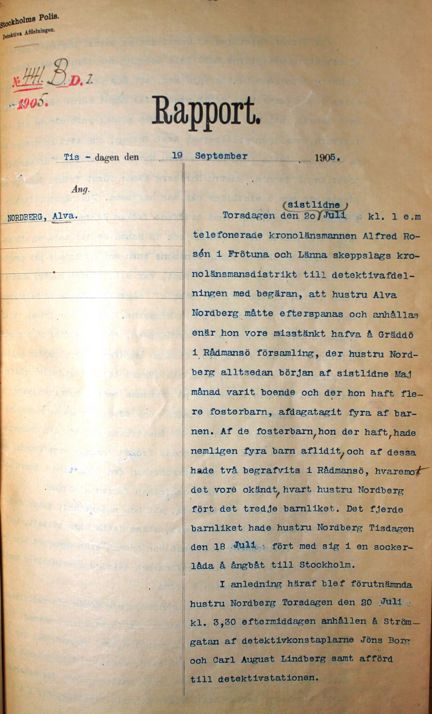 Stockholms Polis.
Detektiva Afdelningen.
№ 441. B D. 2.
1905.
Rapport.
Tis - dagen den 19 September 1905.
Ang.
NORDBERG, Alva.
(sistlidne)
Torsdagen den 20 Juli kl. 1 e.m
telefonerade kronolänsmannen Alfred Ro-
sén i Frötuna och Länna skeppslags kro-
nolänsmansdistrikt till detektivafdel-
ningen med begäran, att hustru Alva
Nordberg måtte efterspanas och anhållas
enär hon vore misstänkt hafva å Gräddö
i Rådmansö församling, der hustru Nord-
berg alltsedan början af sistlidne Maj
månad varit boende och der hon haft fle-
re fosterbarn, afdagatagit fyra af bar-
nen. Af de fosterbarn, hon der haft, hade
nemligen fyra barn aflidit, och af dessa
hade två begrafvits i Rådmansö, hvaremot
det vore okändt, hvart hustru Nordberg
fört det tredje barnliket. Det fjerde
barnliket hade hustru Nordberg Tisdagen
den 18 Juli fört med sig i en socker-
låda å ångbåt till Stockholm.
I anledning häraf blef förutnämnda
hustru Nordberg Torsdagen den 20 Juli
kl. 3,30 eftermiddagen anhållen å Ström-
gatan af detektivkonstaplarne Jöns Borg
och Carl August Lindberg samt afförd
till detektivstationen.